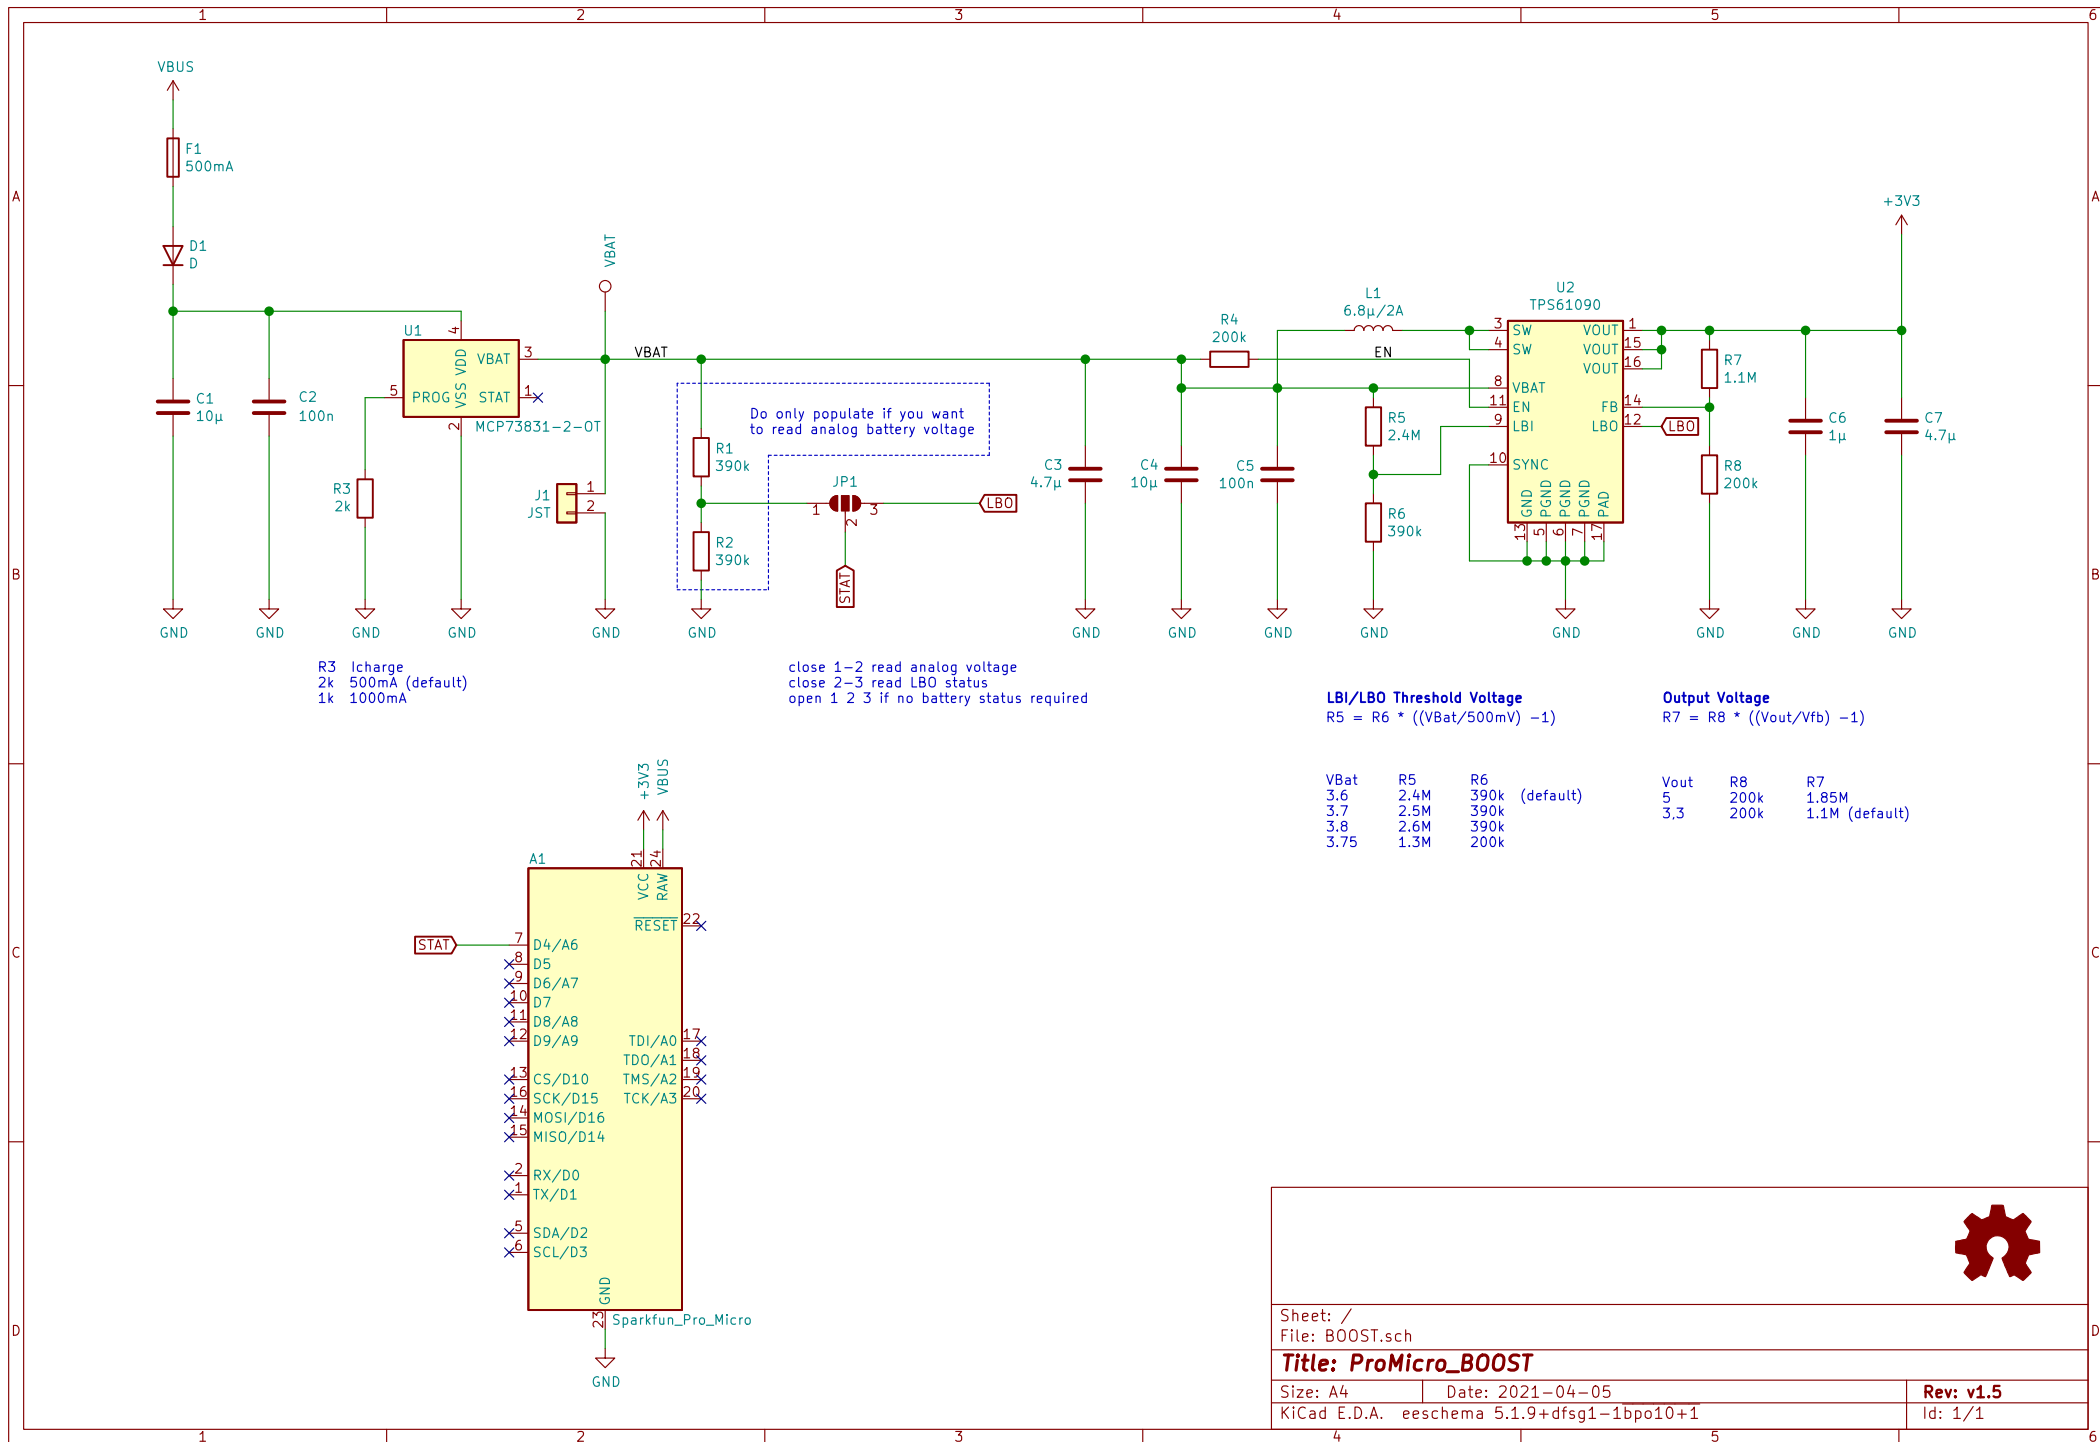 1 2 3 4 5 6
A
B
C
D
VBUS
F1
500mA
D1
D
C1
10µ
C2
100n
U1
4
VDD
VBAT 3
5 PROG
VSS
STAT 1
2
MCP73831-2-OT
R3
2k
VBAT
VBAT
J1
JST
1
2
Do only populate if you want
to read analog battery voltage
R1
390k
R2
390k
JP1
1
2
3
LBO
STAT
C3
4.7µ
C4
10µ
C5
100n
R4
200k
L1
6.8µ/2A
EN
R5
2.4M
R6
390k
U2
TPS61090
3 SW
4 SW
8 VBAT
11 EN
9 LBI
10 SYNC
VOUT 1
VOUT 15
VOUT 16
FB 14
LBO 12
LBO
GND PGND PGND PGND PAD
13 5 6 7 17
R7
1.1M
R8
200k
C6
1µ
+3V3
C7
4.7µ
GND GND GND GND GND GND GND GND GND GND GND GND GND GND
R3 Icharge
2k 500mA (default)
1k 1000mA
close 1-2 read analog voltage
close 2-3 read LBO status
open 1 2 3 if no battery status required
LBI/LBO Threshold Voltage
R5 = R6 * ((VBat/500mV) -1)
VBat R5 R6
3.6 2.4M 390k (default)
3.7 2.5M 390k
3.8 2.6M 390k
3.75 1.3M 200k
Output Voltage
R7 = R8 * ((Vout/Vfb) -1)
Vout R8 R7
5 200k 1.85M
3,3 200k 1.1M (default)
+3V3
VBUS
A1
21
24
VCC
RAW
RESET 22
STAT
7 D4/A6
8 D5
9 D6/A7
10 D7
11 D8/A8
12 D9/A9
13 CS/D10
16 SCK/D15
14 MOSI/D16
15 MISO/D14
2 RX/D0
1 TX/D1
5 SDA/D2
6 SCL/D3
TDI/A0 17
TDO/A1 18
TMS/A2 19
TCK/A3 20
GND
23
Sparkfun_Pro_Micro
GND
Sheet: /
File: BOOST.sch
Title: ProMicro_BOOST
Size: A4 Date: 2021-04-05 Rev: v1.5
KiCad E.D.A. eeschema 5.1.9+dfsg1-1bpo10+1 Id: 1/1
A
B
C
D
1 2 3 4 5 6